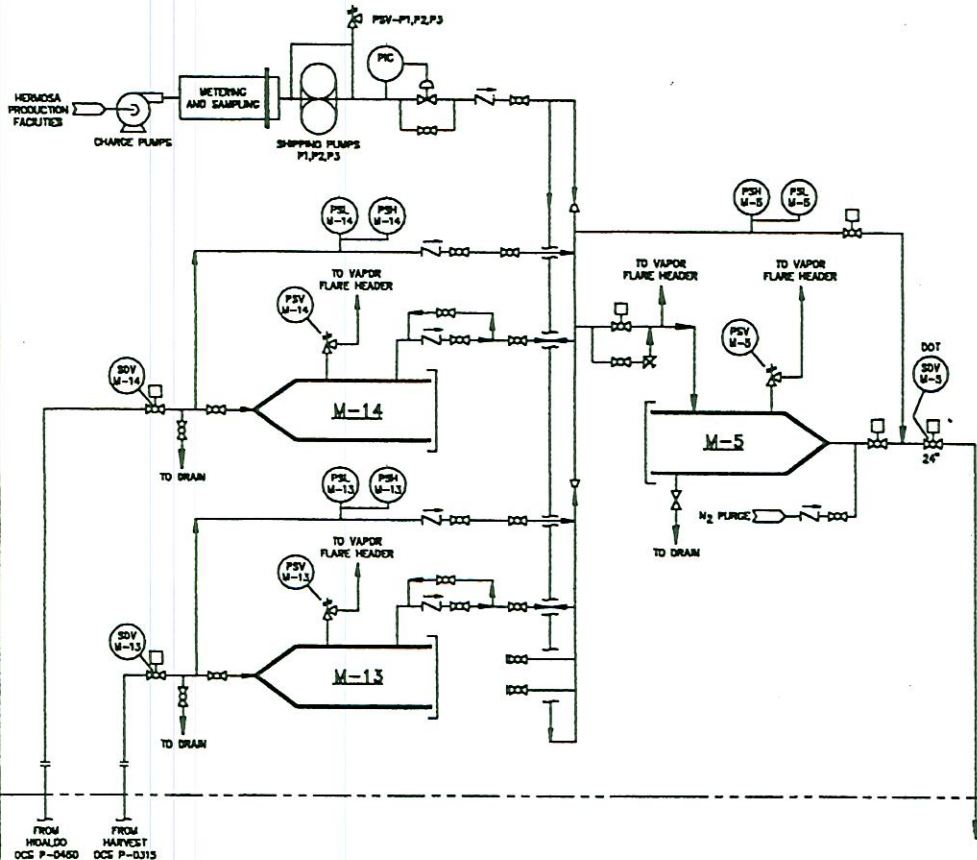 PSV-P1,P2,P3
PIC
HERMOSA
PRODUCTION
FACILITIES
METERING
AND SAMPLING
CHARGE PUMPS
SHIPPING PUMPS
P1,P2,P3
PSL
M-14
PSH
M-14
PSH
M-5
PSL
M-5
TO VAPOR
FLARE HEADER
TO VAPOR
FLARE HEADER
TO VAPOR
FLARE HEADER
PSV
M-14
PSV
M-5
DOT
SDV
M-5
24"
SDV
M-14
M-14
M-5
TO DRAIN
PSL
M-13
PSH
M-13
N2 PURGE
TO DRAIN
TO VAPOR
FLARE HEADER
PSV
M-13
SDV
M-13
M-13
TO DRAIN
FROM
HIDALGO
OCS P-0460
FROM
HARVEST
OCS P-0315